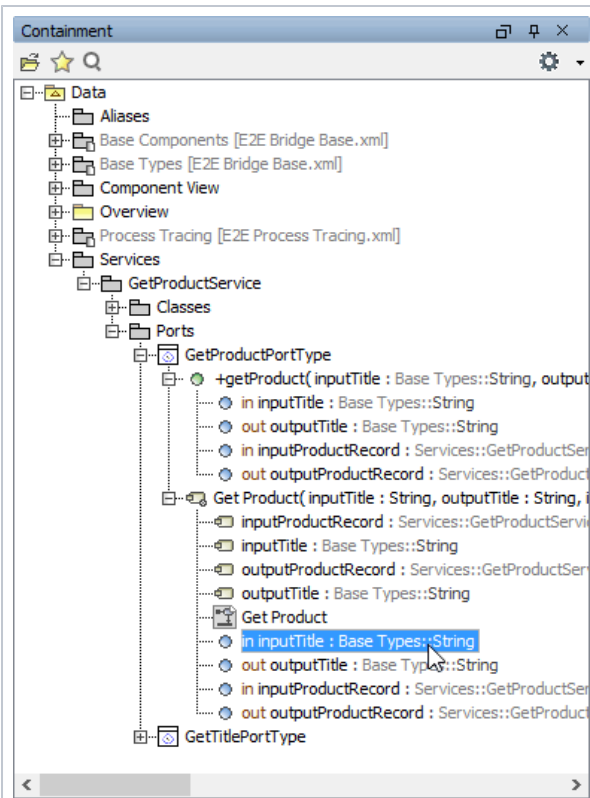 Containment
Data
Aliases
Base Components [E2E Bridge Base.xml]
Base Types [E2E Bridge Base.xml]
Component View
Overview
Process Tracing [E2E Process Tracing.xml]
Services
GetProductService
Classes
Ports
GetProductPortType
+getProduct( inputTitle : Base Types::String, output
in inputTitle : Base Types::String
out outputTitle : Base Types::String
in inputProductRecord : Services::GetProductSer
out outputProductRecord : Services::GetProduct
Get Product( inputTitle : String, outputTitle : String, i
inputProductRecord : Services::GetProductServi
inputTitle : Base Types::String
outputProductRecord : Services::GetProductSer
outputTitle : Base Types::String
Get Product
in inputTitle : Base Types::String
out outputTitle : Base Types::String
in inputProductRecord : Services::GetProductSer
out outputProductRecord : Services::GetProduct
GetTitlePortType